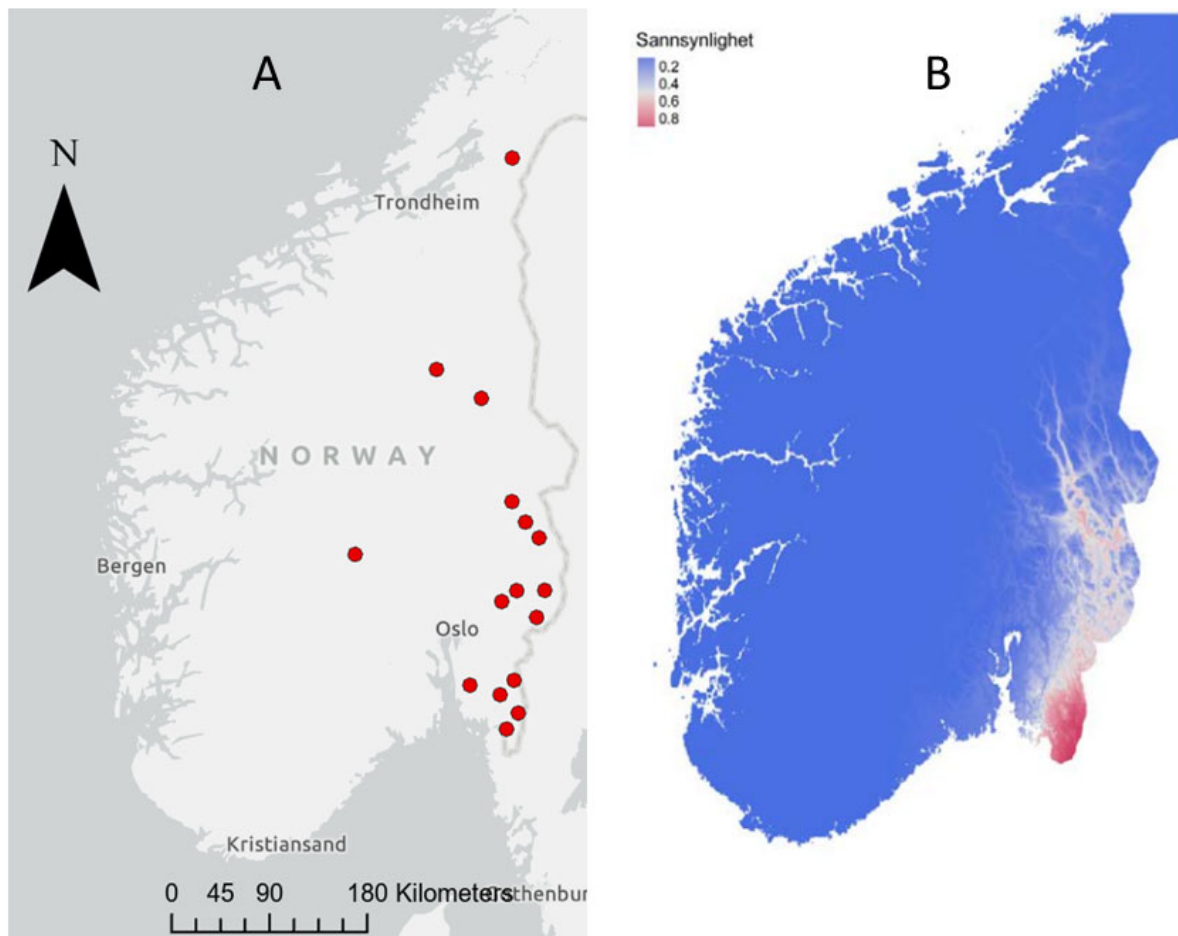 A
N
Trondheim
NORWAY
Bergen
Oslo
Kristiansand
0 45 90 180 Kilometers
Sannsynlighet
0.2
0.4
0.6
0.8
B